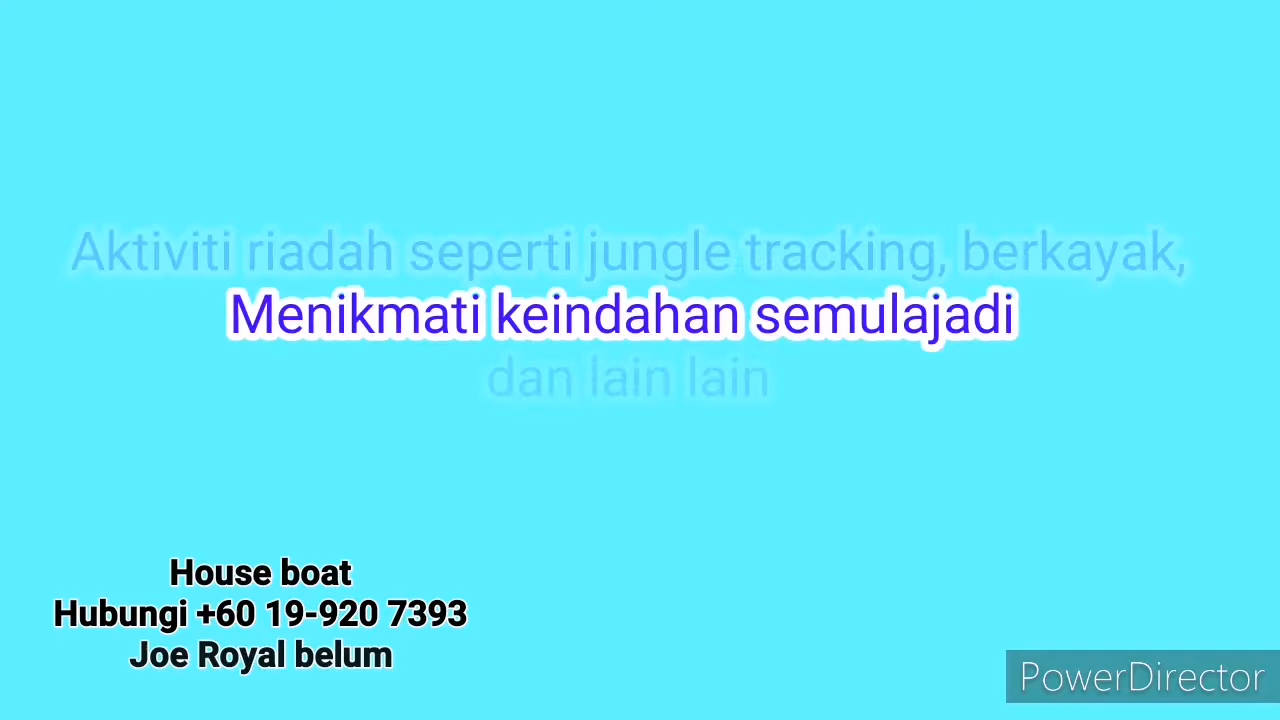 Aktiviti riadah seperti jungle tracking, berkayak,
Menikmati keindahan semulajadi
dan lain lain
House boat
Hubungi +60 19-920 7393
Joe Royal belum
PowerDirector